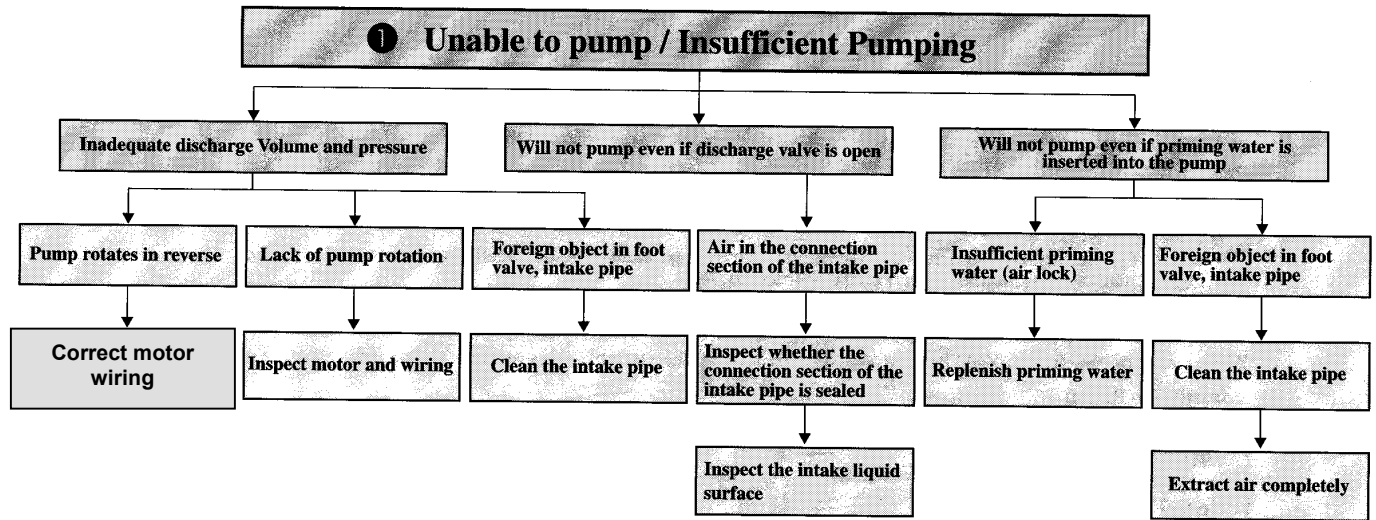 ❶ Unable to pump / Insufficient Pumping
Inadequate discharge Volume and pressure
Will not pump even if discharge valve is open
Will not pump even if priming water is
inserted into the pump
Pump rotates in reverse
Lack of pump rotation
Foreign object in foot
valve, intake pipe
Air in the connection
section of the intake pipe
Insufficient priming
water (air lock)
Foreign object in foot
valve, intake pipe
Correct motor
wiring
Inspect motor and wiring
Clean the intake pipe
Inspect whether the
connection section of the
intake pipe is sealed
Replenish priming water
Clean the intake pipe
Inspect the intake liquid
surface
Extract air completely